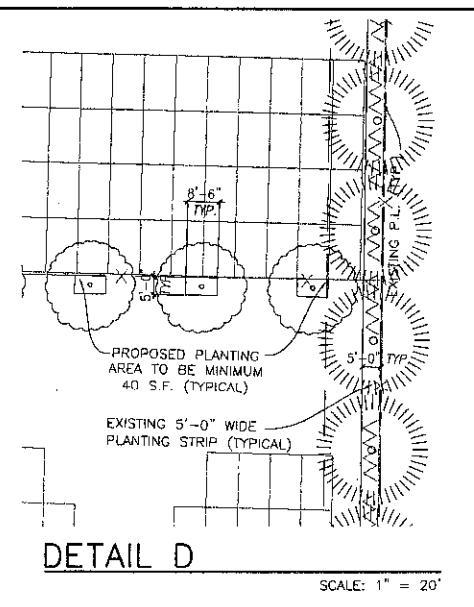 8'-6"
TYP.
EXISTING P.L. (TYP.)
5'-0"
PROPOSED PLANTING
AREA TO BE MINIMUM
40 S.F. (TYPICAL)
5'-0" TYP.
EXISTING 5'-0" WIDE
PLANTING STRIP (TYPICAL)
DETAIL D
SCALE: 1" = 20'